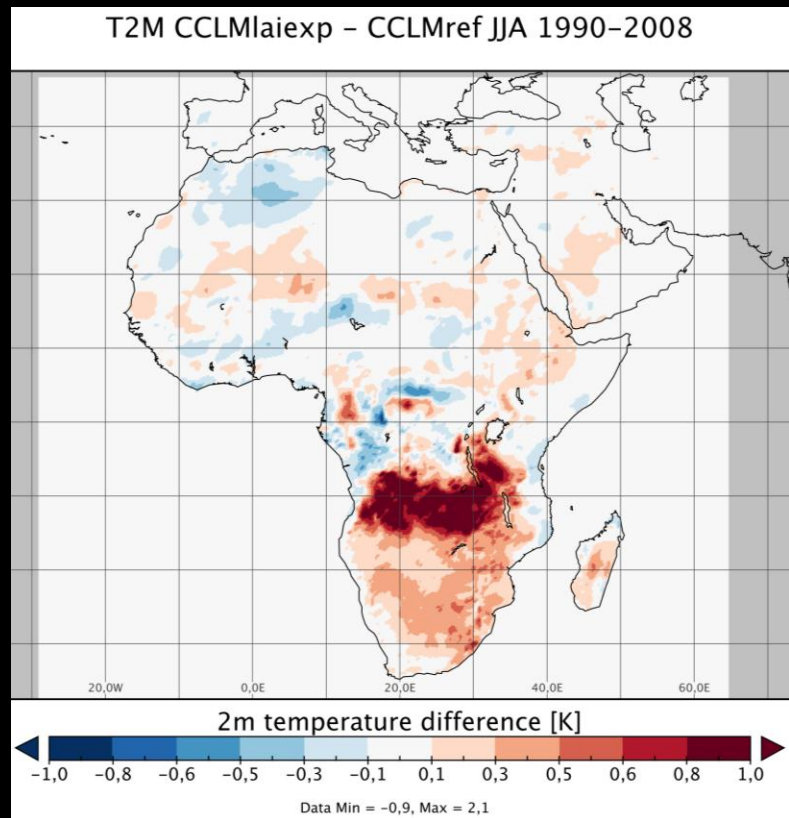 T2M CCLMlaiexp – CCLMref JJA 1990–2008
20,0W 0,0E 20,0E 40,0E 60,0E
2m temperature difference [K]
−1,0 −0,8 −0,6 −0,5 −0,3 −0,1 0,1 0,3 0,5 0,6 0,8 1,0
Data Min = −0,9, Max = 2,1